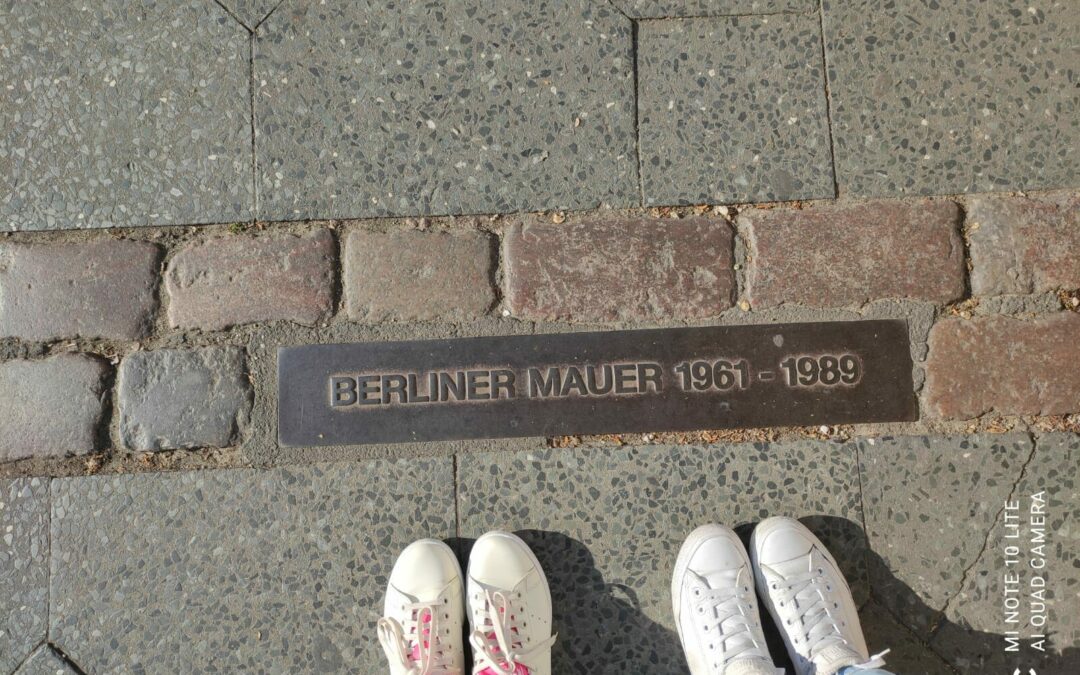 BERLINER MAUER 1961 - 1989
MI NOTE 10 LITE
AI QUAD CAMERA